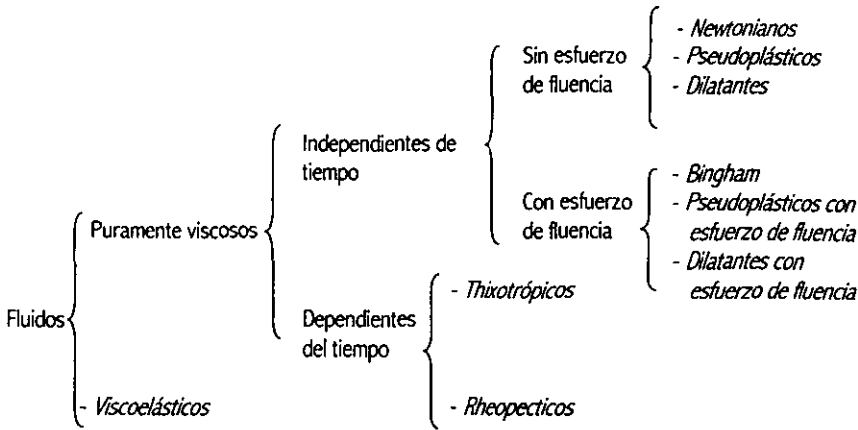 Fluidos
Puramente viscosos
Independientes de
tiempo
Sin esfuerzo
de fluencia
- Newtonianos
- Pseudoplásticos
- Dilatantes
Con esfuerzo
de fluencia
- Bingham
- Pseudoplásticos con
esfuerzo de fluencia
- Dilatantes con
esfuerzo de fluencia
Dependientes
del tiempo
- Thixotrópicos
- Rheopecticos
- Viscoelásticos